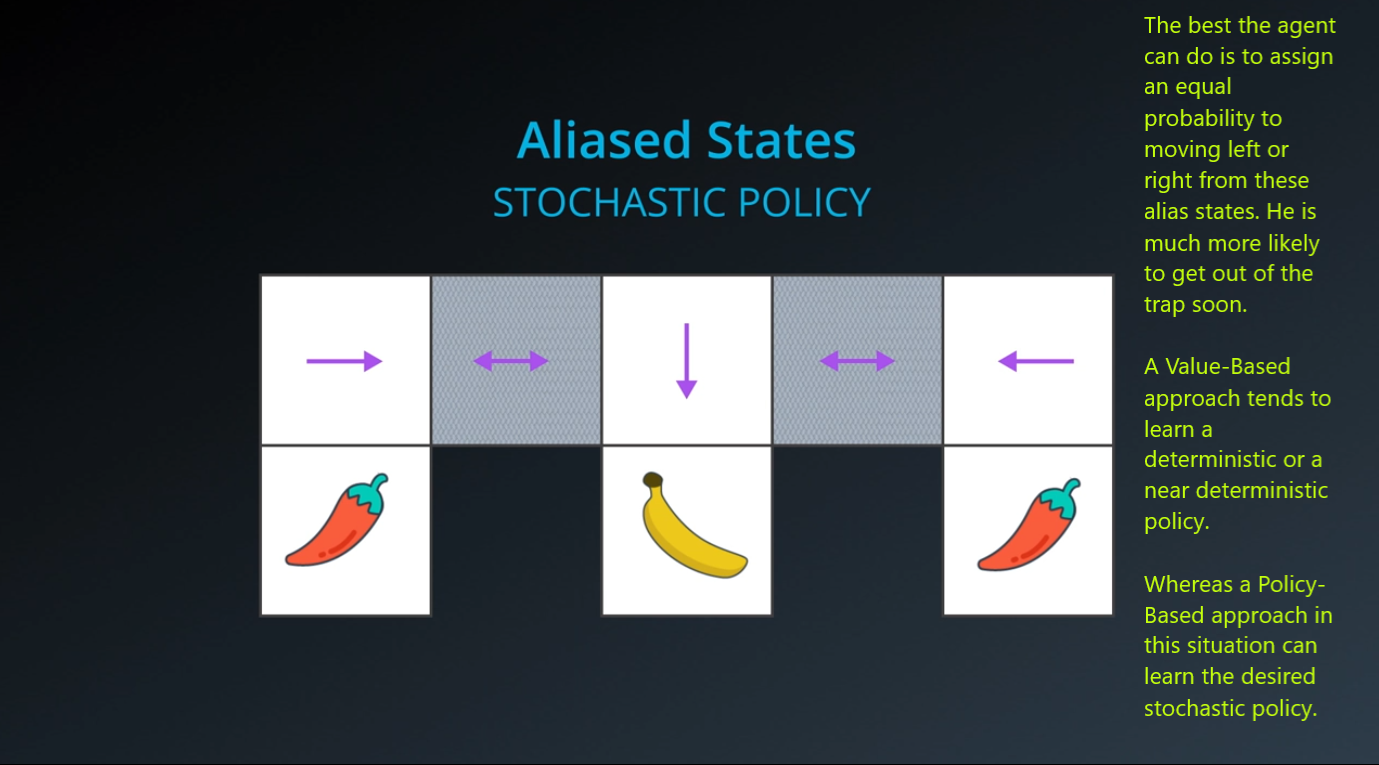 Aliased States
STOCHASTIC POLICY
The best the agent
can do is to assign
an equal
probability to
moving left or
right from these
alias states. He is
much more likely
to get out of the
trap soon.
A Value-Based
approach tends to
learn a
deterministic or a
near deterministic
policy.
Whereas a Policy-
Based approach in
this situation can
learn the desired
stochastic policy.